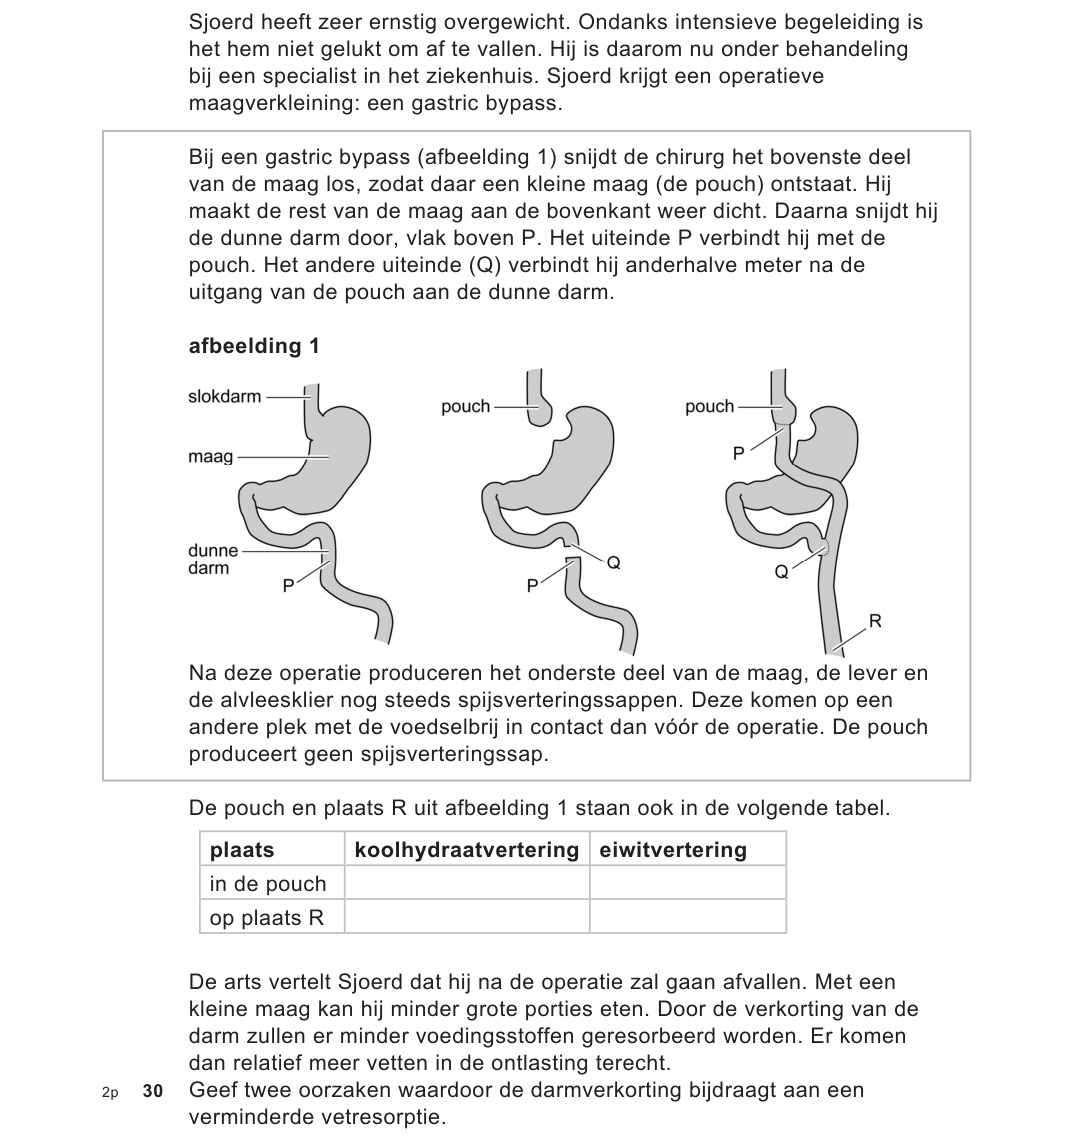 Sjoerd heeft zeer ernstig overgewicht. Ondanks intensieve begeleiding is
het hem niet gelukt om af te vallen. Hij is daarom nu onder behandeling
bij een specialist in het ziekenhuis. Sjoerd krijgt een operatieve
maagverkleining: een gastric bypass.
Bij een gastric bypass (afbeelding 1) snijdt de chirurg het bovenste deel
van de maag los, zodat daar een kleine maag (de pouch) ontstaat. Hij
maakt de rest van de maag aan de bovenkant weer dicht. Daarna snijdt hij
de dunne darm door, vlak boven P. Het uiteinde P verbindt hij met de
pouch. Het andere uiteinde (Q) verbindt hij anderhalve meter na de
uitgang van de pouch aan de dunne darm.
afbeelding 1
slokdarm
maag
dunne
darm
P
pouch
Q
P
pouch
P
Q
R
Na deze operatie produceren het onderste deel van de maag, de lever en
de alvleesklier nog steeds spijsverteringssappen. Deze komen op een
andere plek met de voedselbrij in contact dan vóór de operatie. De pouch
produceert geen spijsverteringssap.
De pouch en plaats R uit afbeelding 1 staan ook in de volgende tabel.
plaats koolhydraatvertering eiwitvertering
in de pouch
op plaats R
De arts vertelt Sjoerd dat hij na de operatie zal gaan afvallen. Met een
kleine maag kan hij minder grote porties eten. Door de verkorting van de
darm zullen er minder voedingsstoffen geresorbeerd worden. Er komen
dan relatief meer vetten in de ontlasting terecht.
2p 30 Geef twee oorzaken waardoor de darmverkorting bijdraagt aan een
verminderde vetresorptie.